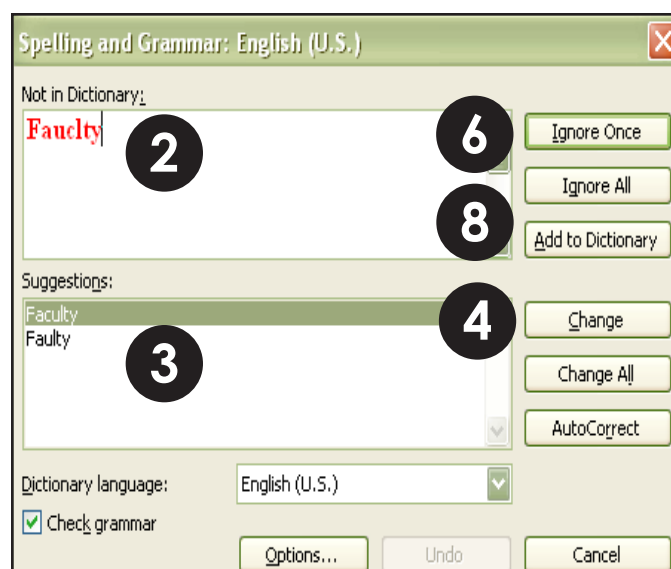 Spelling and Grammar: English (U.S.)
Not in Dictionary:
Fauclty
2
6
Ignore Once
Ignore All
8
Add to Dictionary
Suggestions:
Faculty
Faulty
3
4
Change
Change All
AutoCorrect
Dictionary language:
English (U.S.)
Check grammar
Options...
Undo
Cancel